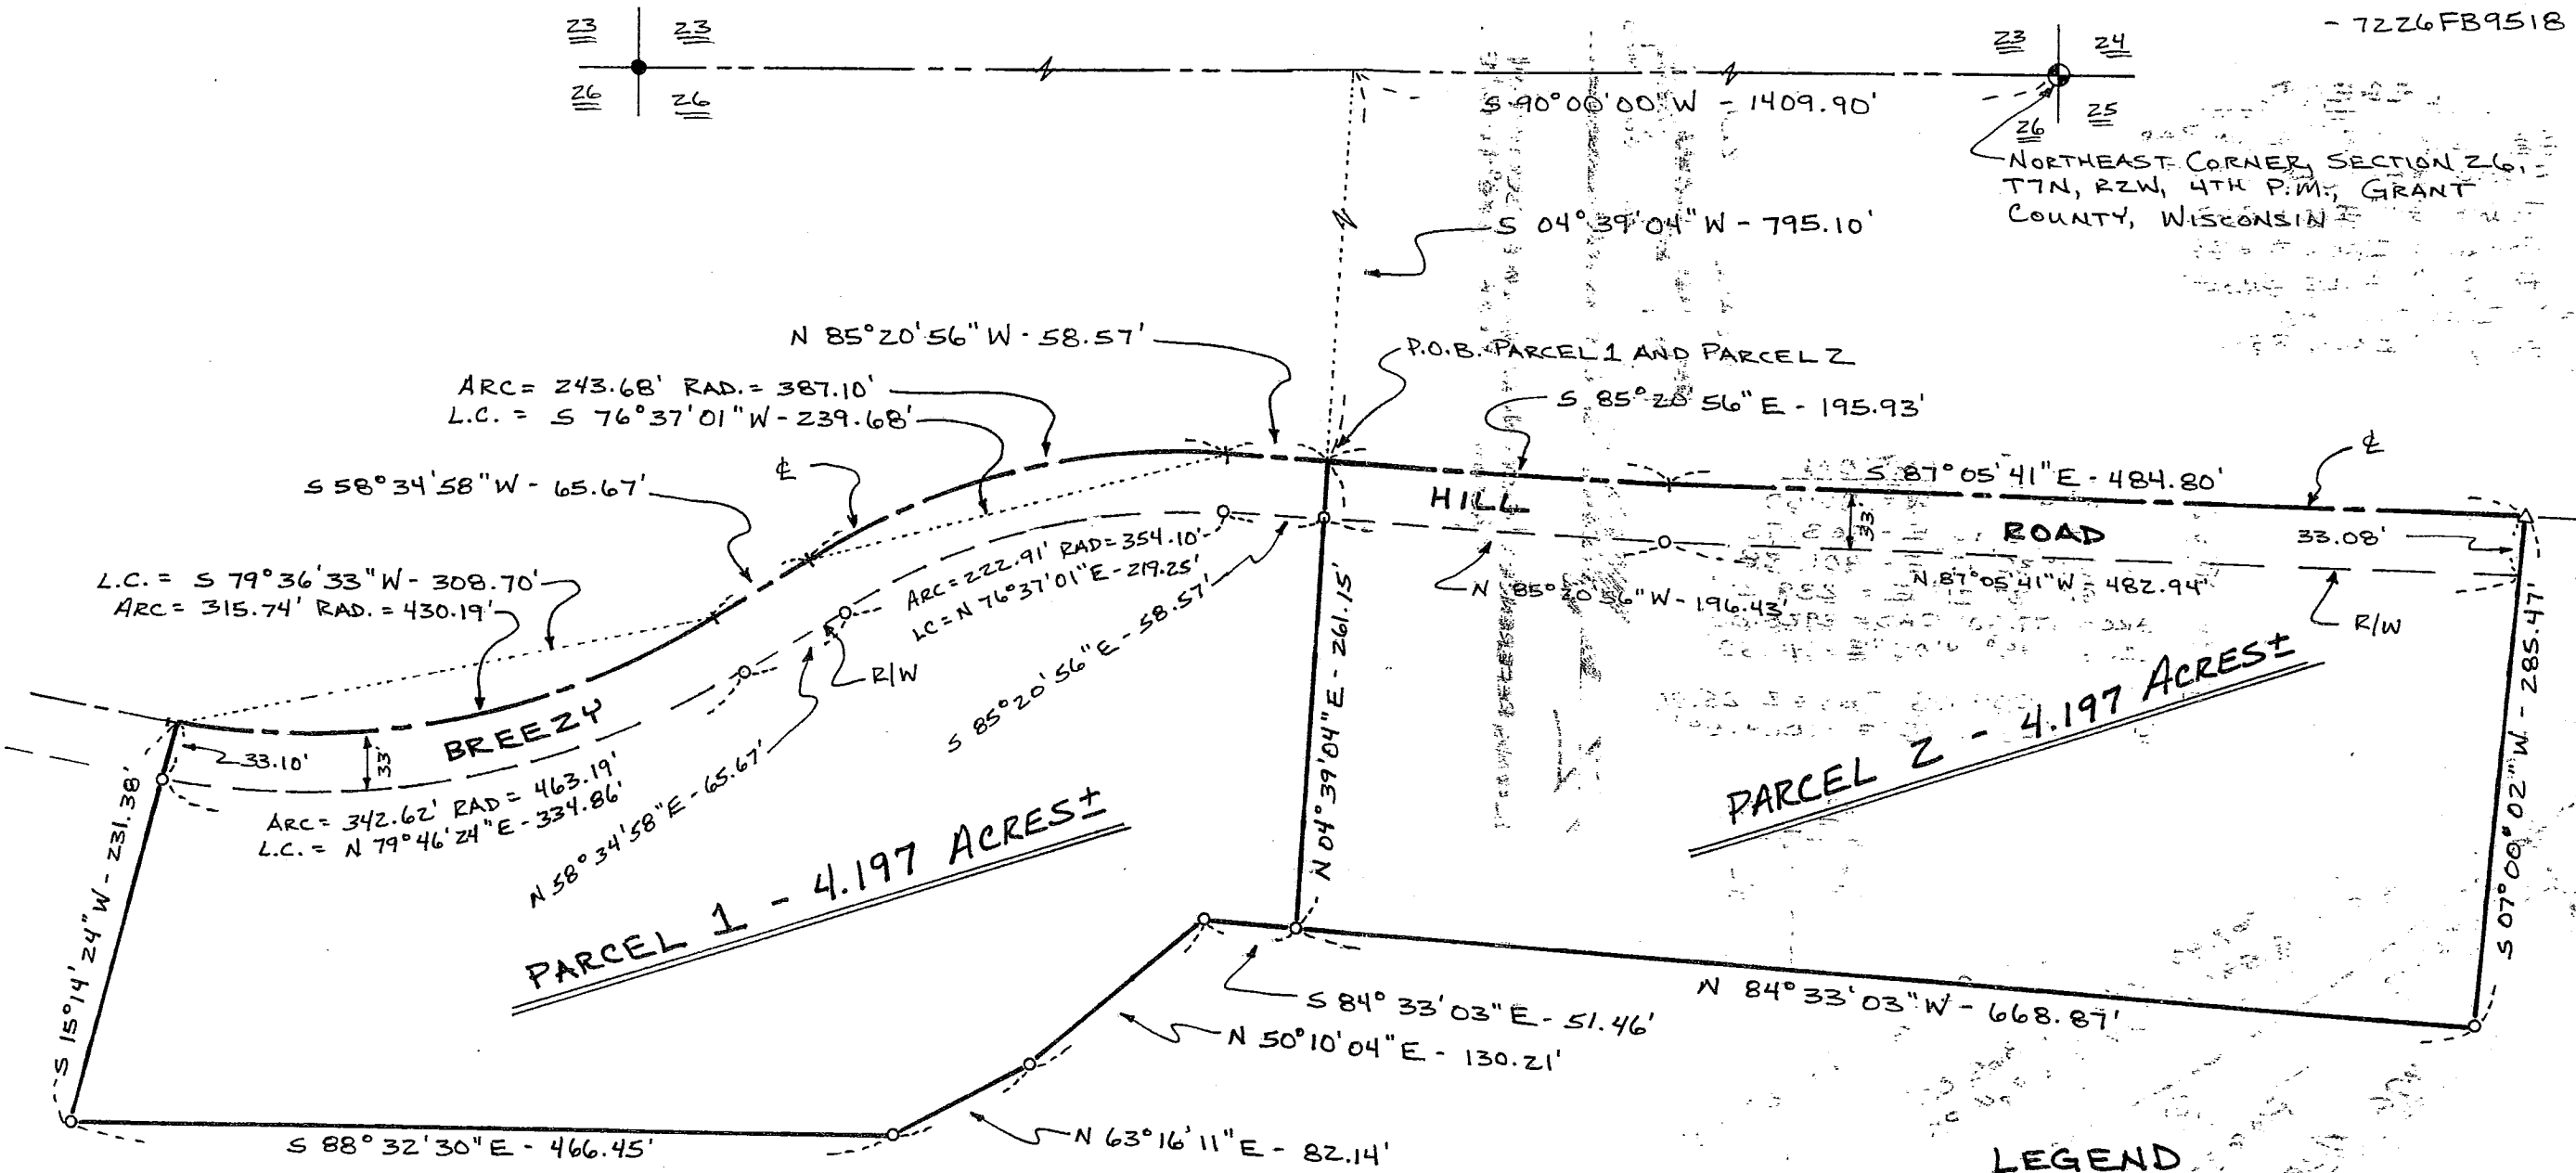 - 7226FB9518
23 23
26 26
23 24
26 25
S 90°00'00" W - 1409.90'
NORTHEAST CORNER, SECTION 26,
T7N, R2W, 4TH P.M., GRANT
COUNTY, WISCONSIN
S 04°39'04" W - 795.10'
N 85°20'56" W - 58.57'
P.O.B. PARCEL 1 AND PARCEL 2
ARC = 243.68' RAD. = 387.10'
L.C. = S 76°37'01" W - 239.68'
S 85°20'56" E - 195.93'
S 58°34'58" W - 65.67'
℄
S 87°05'41" E - 484.80'
℄
HILL
ROAD
33'
33.08'
L.C. = S 79°36'33" W - 308.70'
ARC = 315.74' RAD. = 430.19'
ARC = 222.91' RAD = 354.10'
LC = N 76°37'01" E - 219.25'
S 85°20'56" E - 58.57'
N 85°20'56" W - 196.43'
N 87°05'41" W - 482.94'
R/W
R/W
BREEZY
33.10'
33'
ARC = 342.62' RAD = 463.19'
L.C. = N 79°46'24" E - 334.86'
N 58°34'58" E - 65.67'
N 04°39'04" E - 261.15'
S 07°00'02" W - 285.47'
S 15°14'24" W - 231.38'
PARCEL 1 - 4.197 ACRES±
PARCEL 2 - 4.197 ACRES±
S 84°33'03" E - 51.46'
N 84°33'03" W - 668.87'
N 50°10'04" E - 130.21'
N 63°16'11" E - 82.14'
S 88°32'30" E - 466.45'
LEGEND